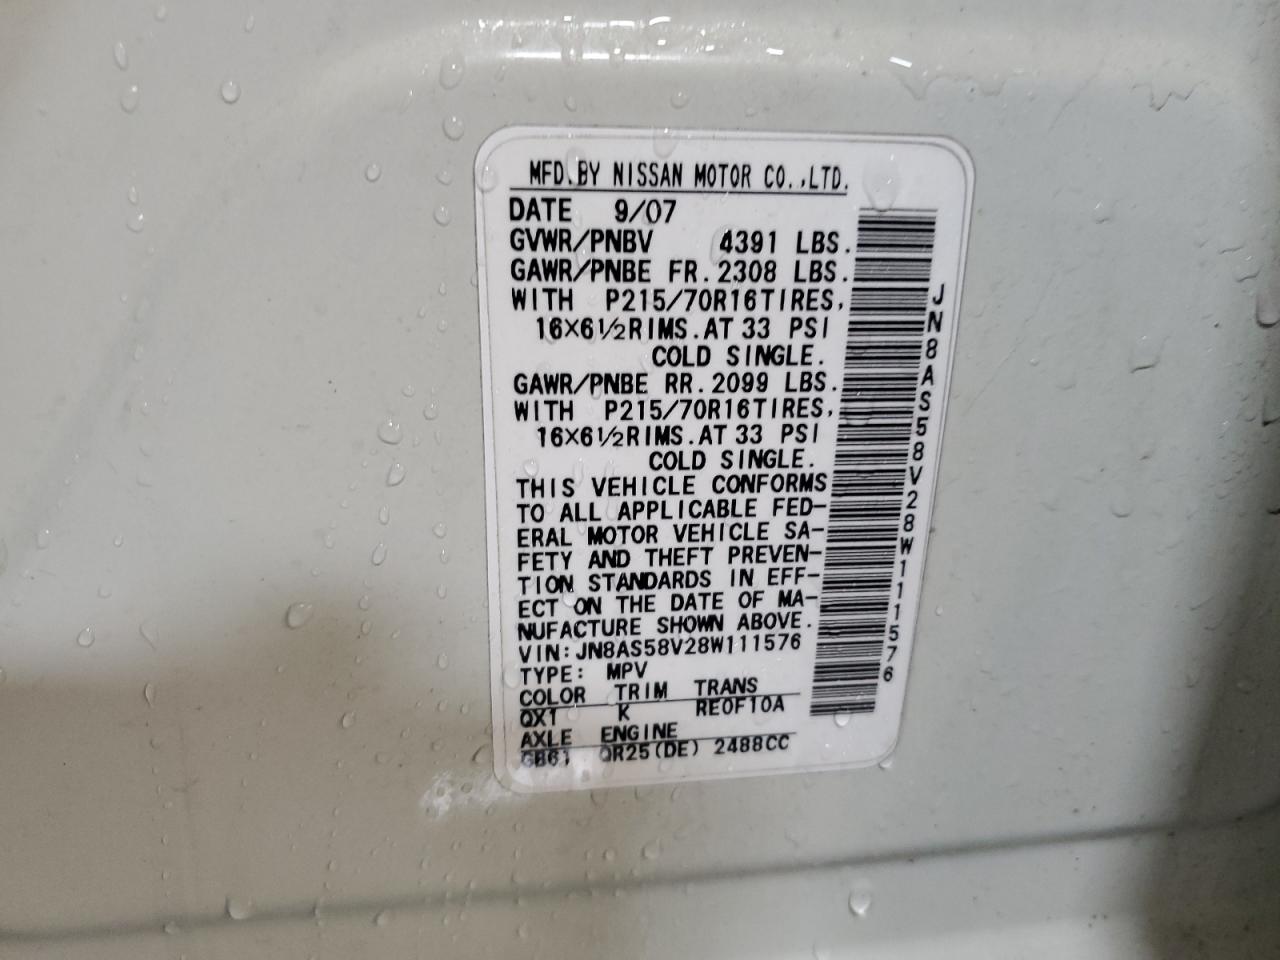 MFD.BY NISSAN MOTOR CO.,LTD.
DATE 9/07
GVWR/PNBV 4391 LBS.
GAWR/PNBE FR.2308 LBS.
WITH P215/70R16TIRES,
16X6½RIMS.AT 33 PSI
COLD SINGLE.
GAWR/PNBE RR.2099 LBS.
WITH P215/70R16TIRES,
16X6½RIMS.AT 33 PSI
COLD SINGLE.
THIS VEHICLE CONFORMS
TO ALL APPLICABLE FED-
ERAL MOTOR VEHICLE SA-
FETY AND THEFT PREVEN-
TION STANDARDS IN EFF-
ECT ON THE DATE OF MA-
NUFACTURE SHOWN ABOVE.
VIN:JN8AS58V28W111576
TYPE: MPV
COLOR TRIM TRANS
QX1 K RE0F10A
AXLE ENGINE
GB61 QR25(DE) 2488CC
JN8AS58V28W111576